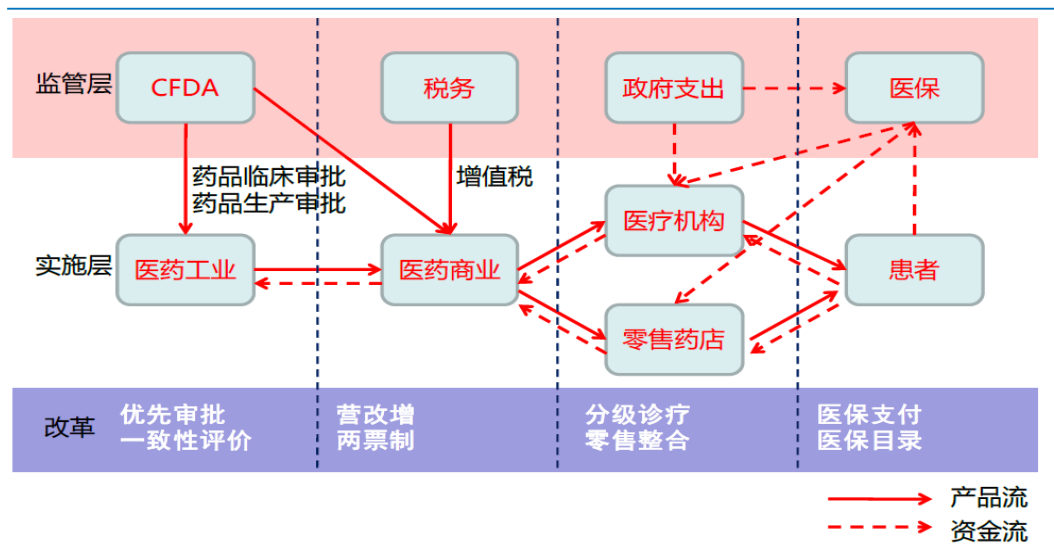 监管层
CFDA
税务
政府支出
医保
药品临床审批
药品生产审批
增值税
实施层
医药工业
医药商业
医疗机构
零售药店
患者
改革
优先审批
一致性评价
营改增
两票制
分级诊疗
零售整合
医保支付
医保目录
产品流
资金流